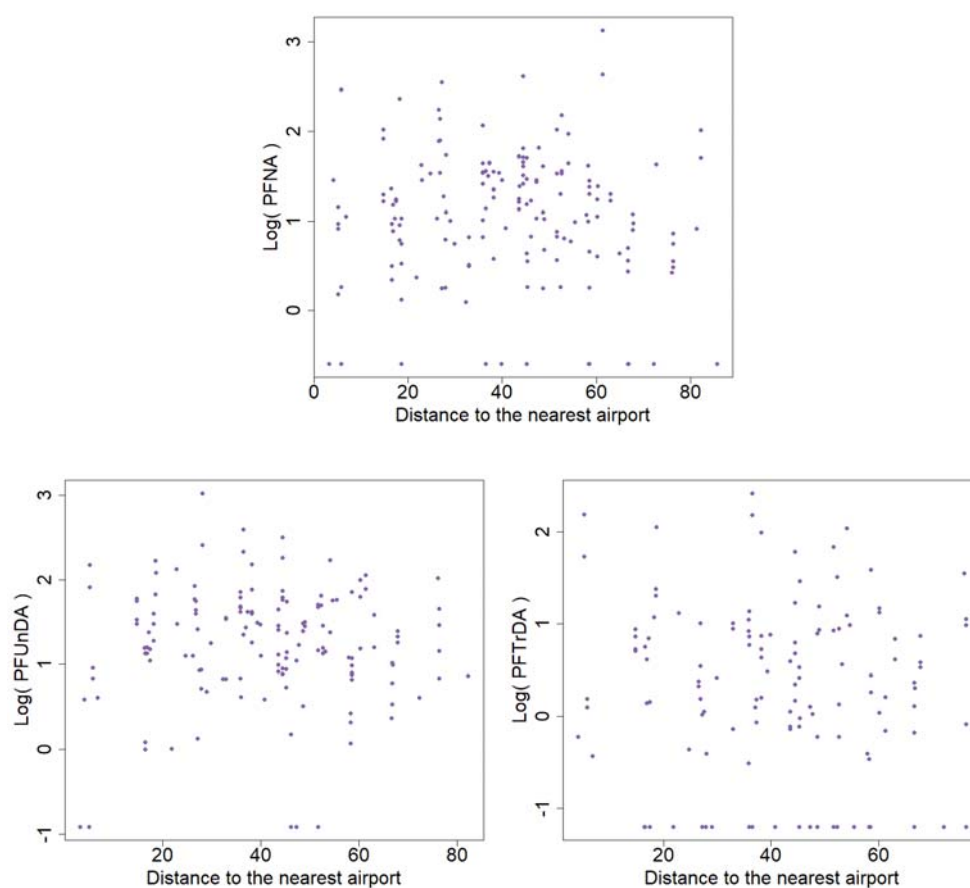 3
2
1
0
Log( PFNA )
0 20 40 60 80
Distance to the nearest airport
3
2
1
0
-1
Log( PFUnDA )
20 40 60 80
Distance to the nearest airport
2
1
0
-1
Log( PFTrDA )
20 40 60
Distance to the nearest airport